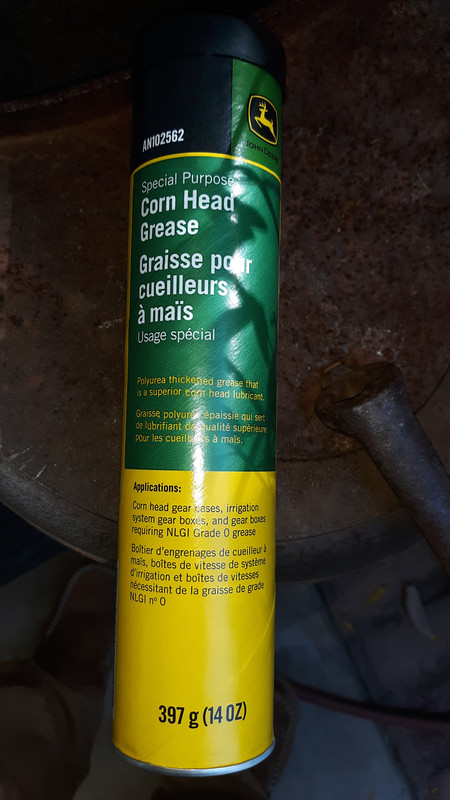 JOHN DEERE
AN102562
Special Purpose
Corn Head
Grease
Graisse pour
cueilleurs
à maïs
Usage spécial
Polyurea thickened grease that
is a superior corn head lubricant.
Graisse polyurée épaissie qui sert
de lubrifiant de qualité supérieure
pour les cueilleurs à maïs.
Applications:
Corn head gear cases, irrigation
system gear boxes, and gear boxes
requiring NLGI Grade 0 grease
Boîtier d'engrenages de cueilleur à
maïs, boîtes de vitesse de système
d'irrigation et boîtes de vitesses
nécessitant de la graisse de grade
NLGI nº 0
397 g (14 OZ)